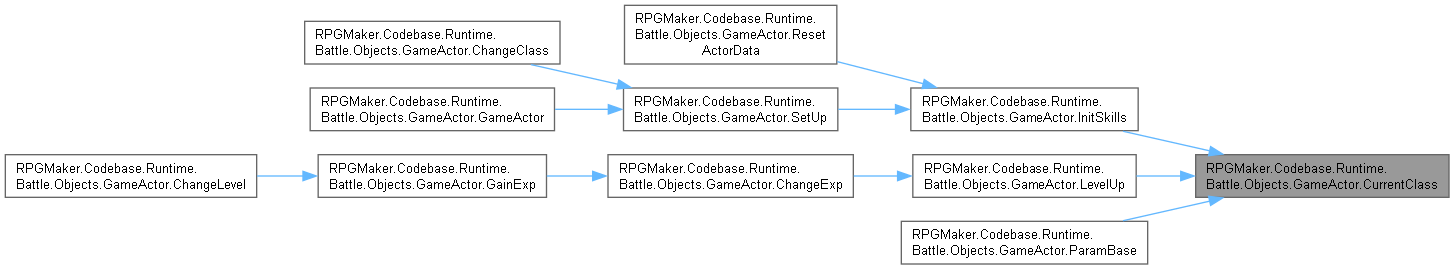 RPGMaker.Codebase.Runtime.
Battle.Objects.GameActor.ChangeClass
RPGMaker.Codebase.Runtime.
Battle.Objects.GameActor.Reset
ActorData
RPGMaker.Codebase.Runtime.
Battle.Objects.GameActor.GameActor
RPGMaker.Codebase.Runtime.
Battle.Objects.GameActor.SetUp
RPGMaker.Codebase.Runtime.
Battle.Objects.GameActor.InitSkills
RPGMaker.Codebase.Runtime.
Battle.Objects.GameActor.ChangeLevel
RPGMaker.Codebase.Runtime.
Battle.Objects.GameActor.GainExp
RPGMaker.Codebase.Runtime.
Battle.Objects.GameActor.ChangeExp
RPGMaker.Codebase.Runtime.
Battle.Objects.GameActor.LevelUp
RPGMaker.Codebase.Runtime.
Battle.Objects.GameActor.CurrentClass
RPGMaker.Codebase.Runtime.
Battle.Objects.GameActor.ParamBase